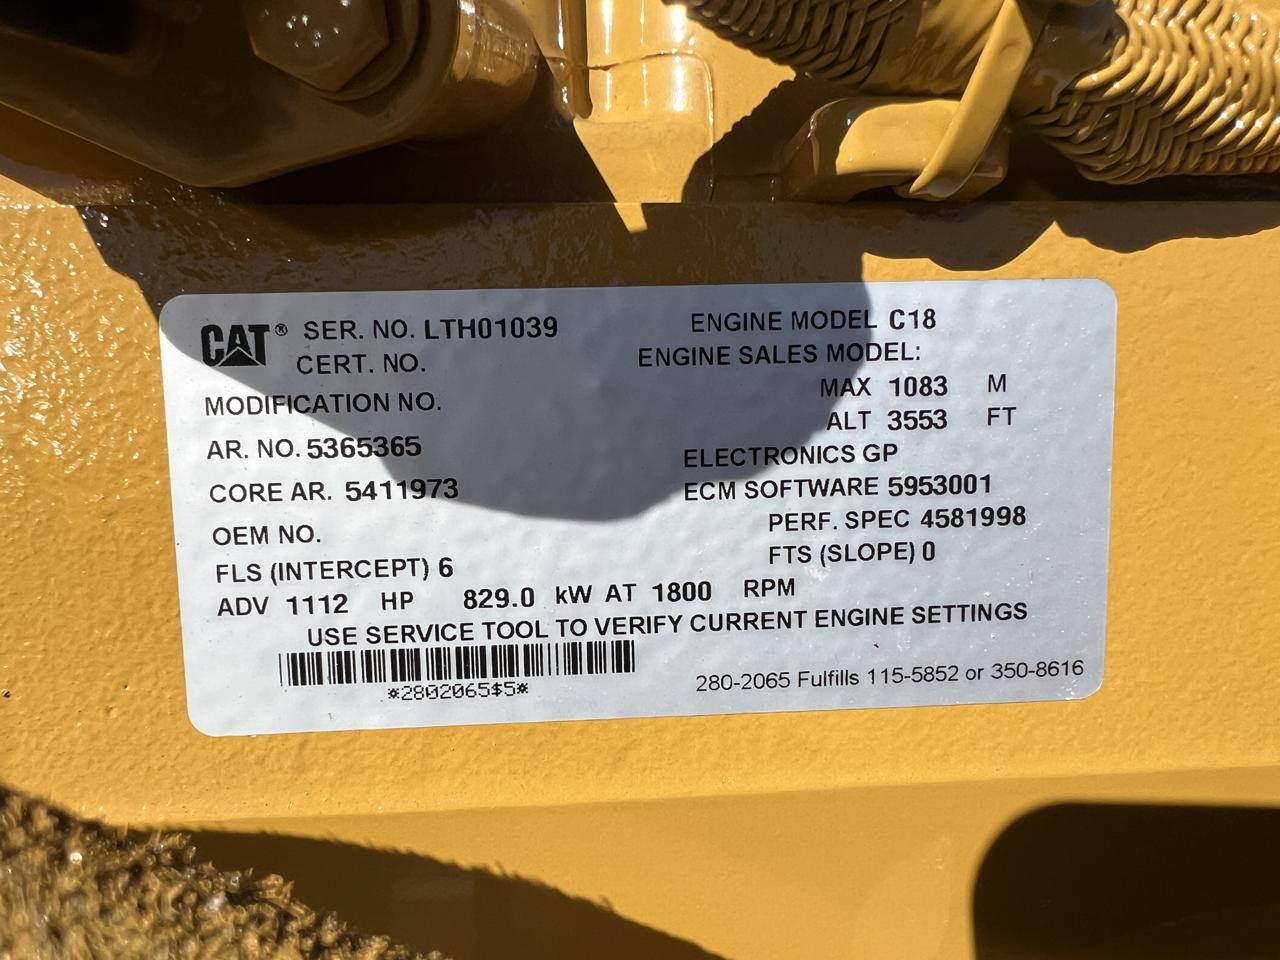 CAT® SER. NO. LTH01039 ENGINE MODEL C18
CERT. NO. ENGINE SALES MODEL:
MODIFICATION NO. MAX 1083 M
ALT 3553 FT
AR. NO. 5365365 ELECTRONICS GP
CORE AR. 5411973 ECM SOFTWARE 5953001
OEM NO. PERF. SPEC 4581998
FLS (INTERCEPT) 6 FTS (SLOPE) 0
ADV 1112 HP 829.0 kW AT 1800 RPM
USE SERVICE TOOL TO VERIFY CURRENT ENGINE SETTINGS
*2802065$5* 280-2065 Fulfills 115-5852 or 350-8616